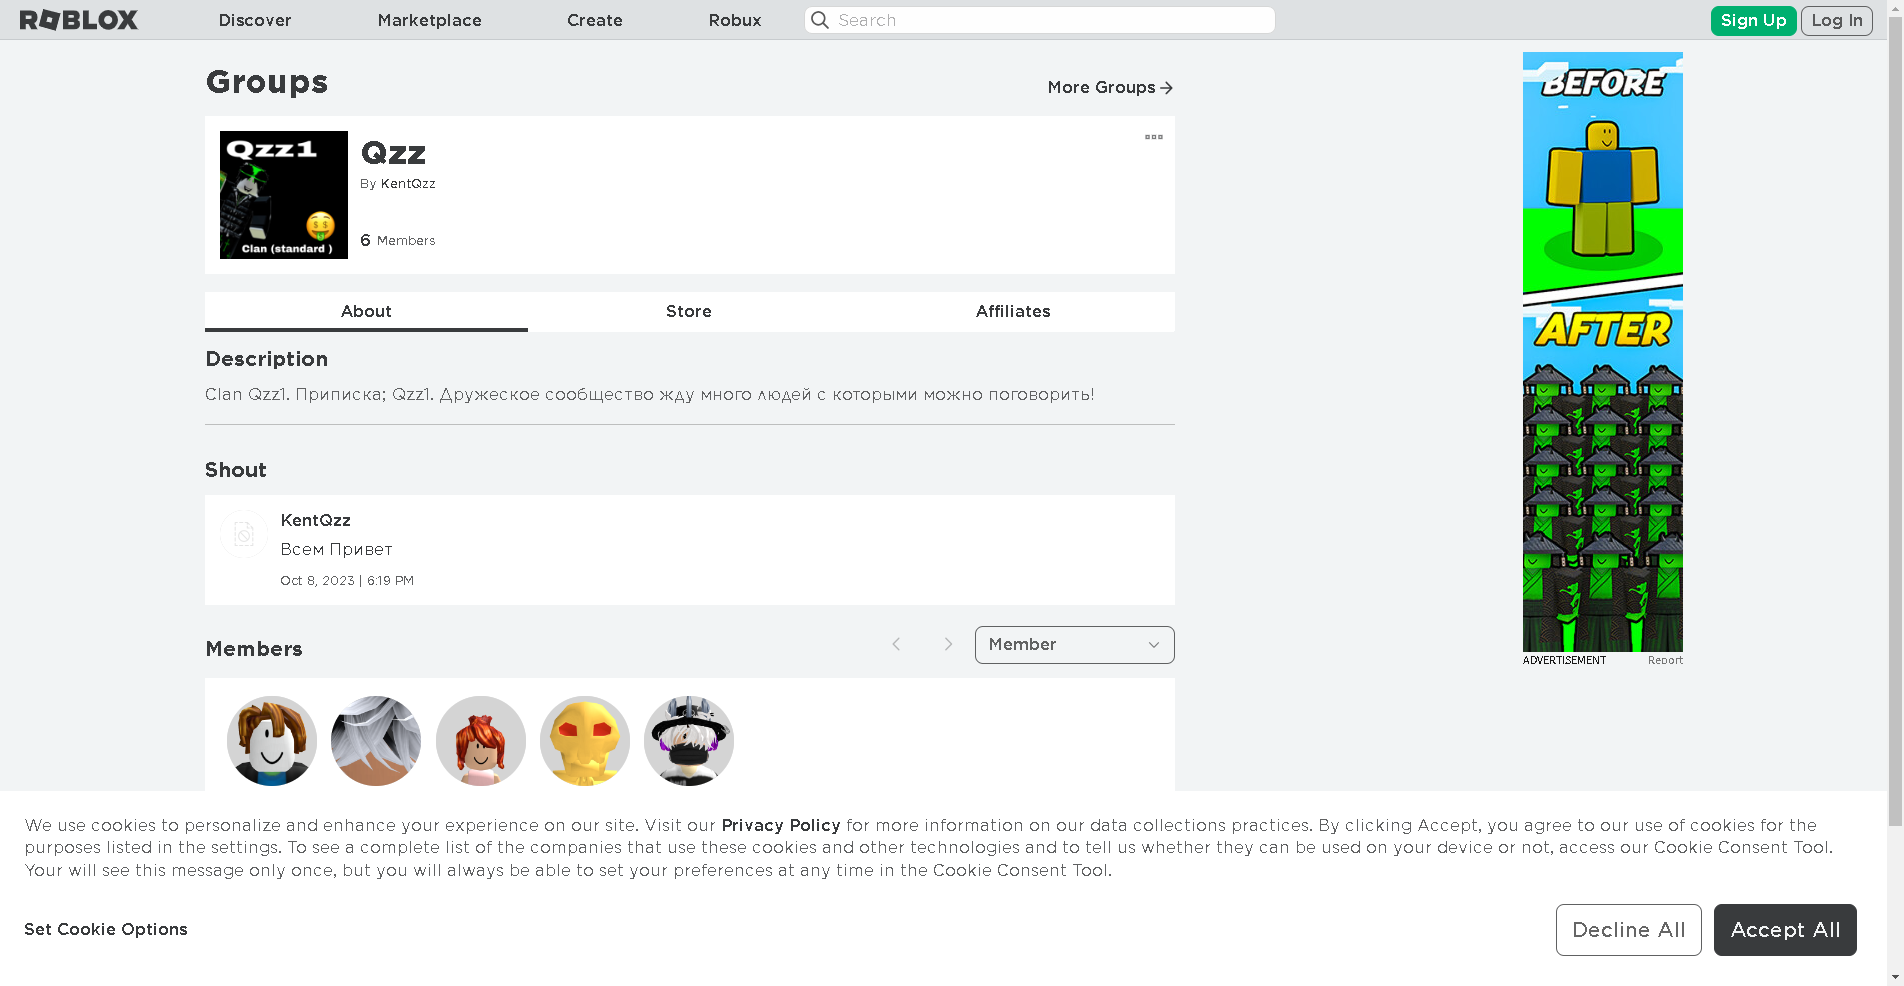 ROBLOX Discover Marketplace Create Robux Search Sign Up Log In
Groups
More Groups
Qzz1
Clan (standard )
Qzz
By KentQzz
6 Members
About Store Affiliates
Description
Clan Qzz1. Приписка; Qzz1. Дружеское сообщество жду много людей с которыми можно поговорить!
Shout
KentQzz
Всем Привет
Oct 8, 2023 | 6:19 PM
Members
Member
BEFORE
AFTER
ADVERTISEMENT Report
We use cookies to personalize and enhance your experience on our site. Visit our Privacy Policy for more information on our data collections practices. By clicking Accept, you agree to our use of cookies for the
purposes listed in the settings. To see a complete list of the companies that use these cookies and other technologies and to tell us whether they can be used on your device or not, access our Cookie Consent Tool.
Your will see this message only once, but you will always be able to set your preferences at any time in the Cookie Consent Tool.
Set Cookie Options
Decline All
Accept All